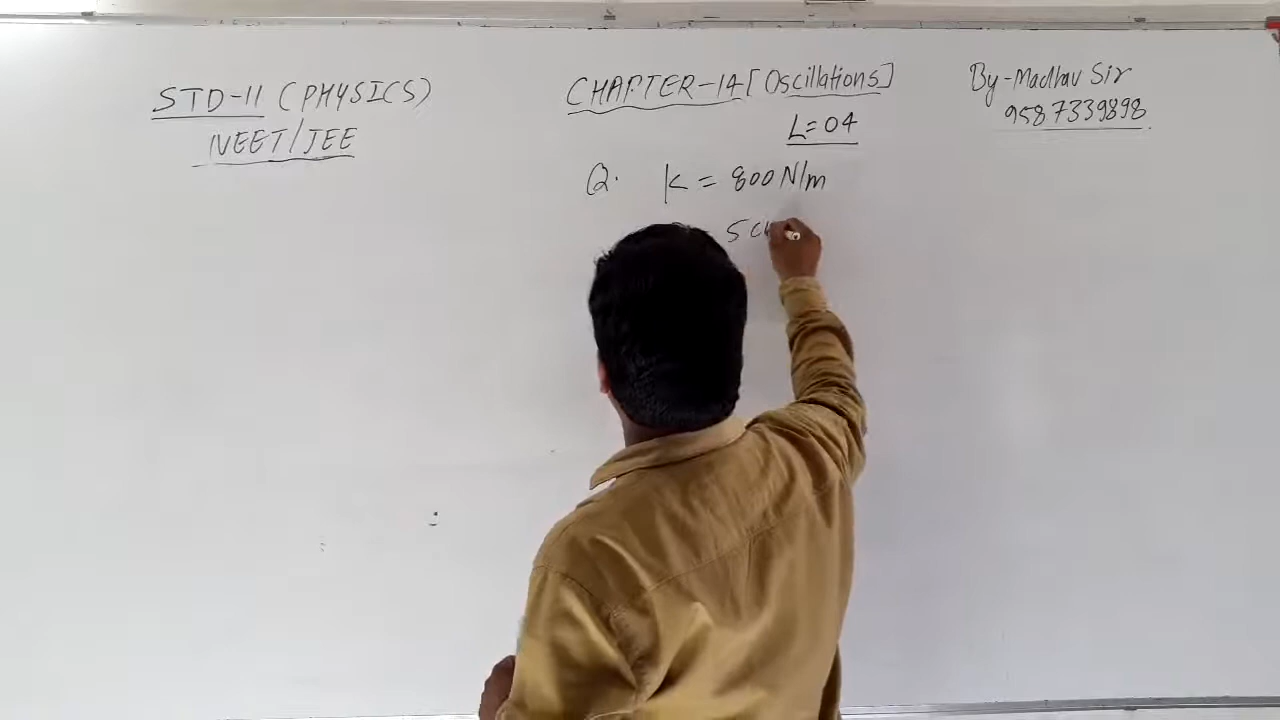 STD-11 (PHYSICS)
NEET/JEE
CHAPTER-14 [Oscillations]
L=04
By-Madhav Sir
9587339898
Q. K = 800 N/m
5